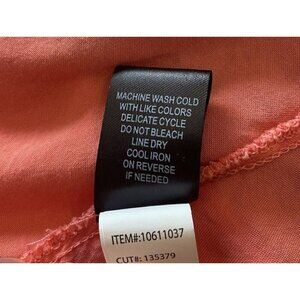 MACHINE WASH COLD
WITH LIKE COLORS
DELICATE CYCLE
DO NOT BLEACH
LINE DRY
COOL IRON
ON REVERSE
IF NEEDED
ITEM#:10611037
CUT#: 135379